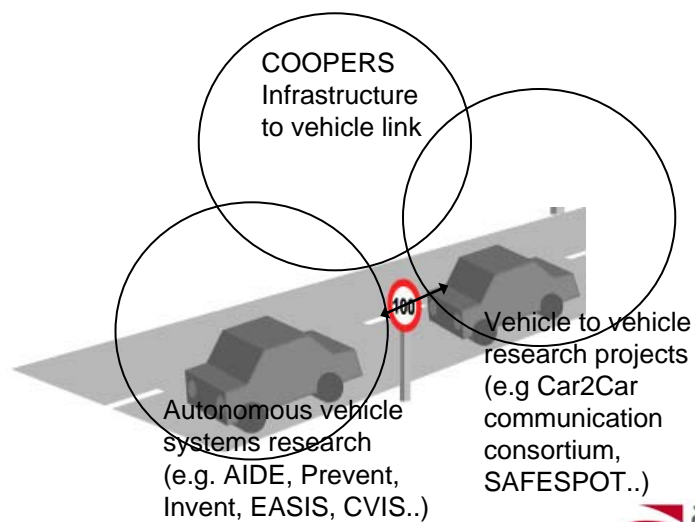 COOPERS
Infrastructure
to vehicle link
100
Vehicle to vehicle
research projects
(e.g Car2Car
communication
consortium,
SAFESPOT..)
Autonomous vehicle
systems research
(e.g. AIDE, Prevent,
Invent, EASIS, CVIS..)